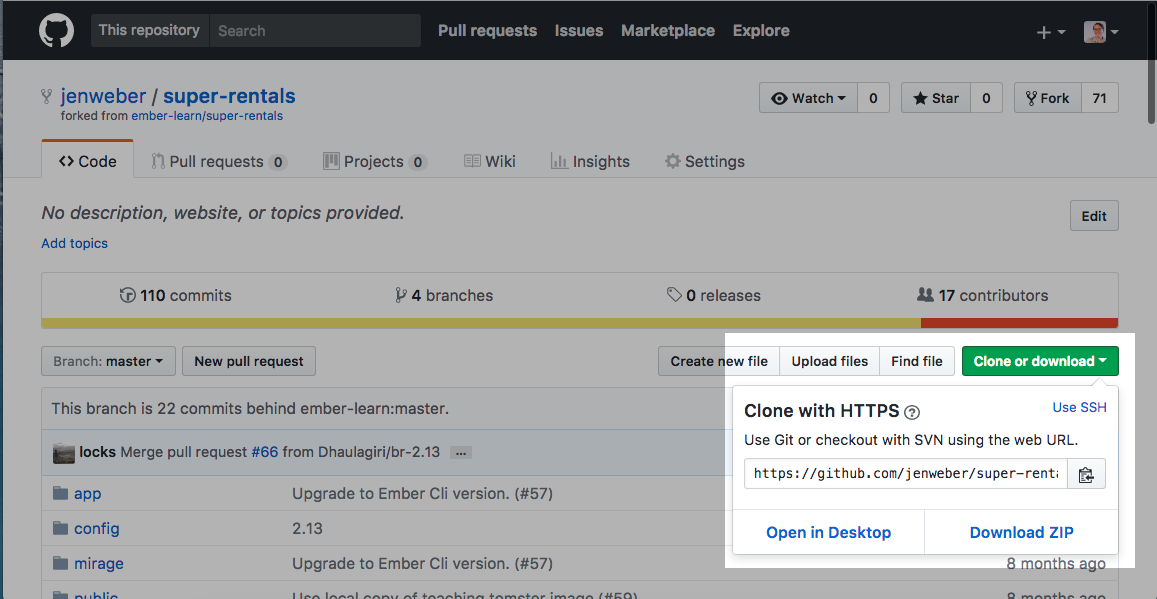 This repository Search Pull requests Issues Marketplace Explore
jenweber / super-rentals Watch 0 Star 0 Fork 71
forked from ember-learn/super-rentals
Code Pull requests 0 Projects 0 Wiki Insights Settings
No description, website, or topics provided. Edit
Add topics
110 commits 4 branches 0 releases 17 contributors
Branch: master New pull request Create new file Upload files Find file Clone or download
This branch is 22 commits behind ember-learn:master.
Clone with HTTPS ? Use SSH
Use Git or checkout with SVN using the web URL.
https://github.com/jenweber/super-renta
Open in Desktop Download ZIP
locks Merge pull request #66 from Dhaulagiri/br-2.13 ...
app Upgrade to Ember Cli version. (#57)
config 2.13
mirage Upgrade to Ember Cli version. (#57) 8 months ago
public Use local copy of teaching tomster image (#59) 8 months ago